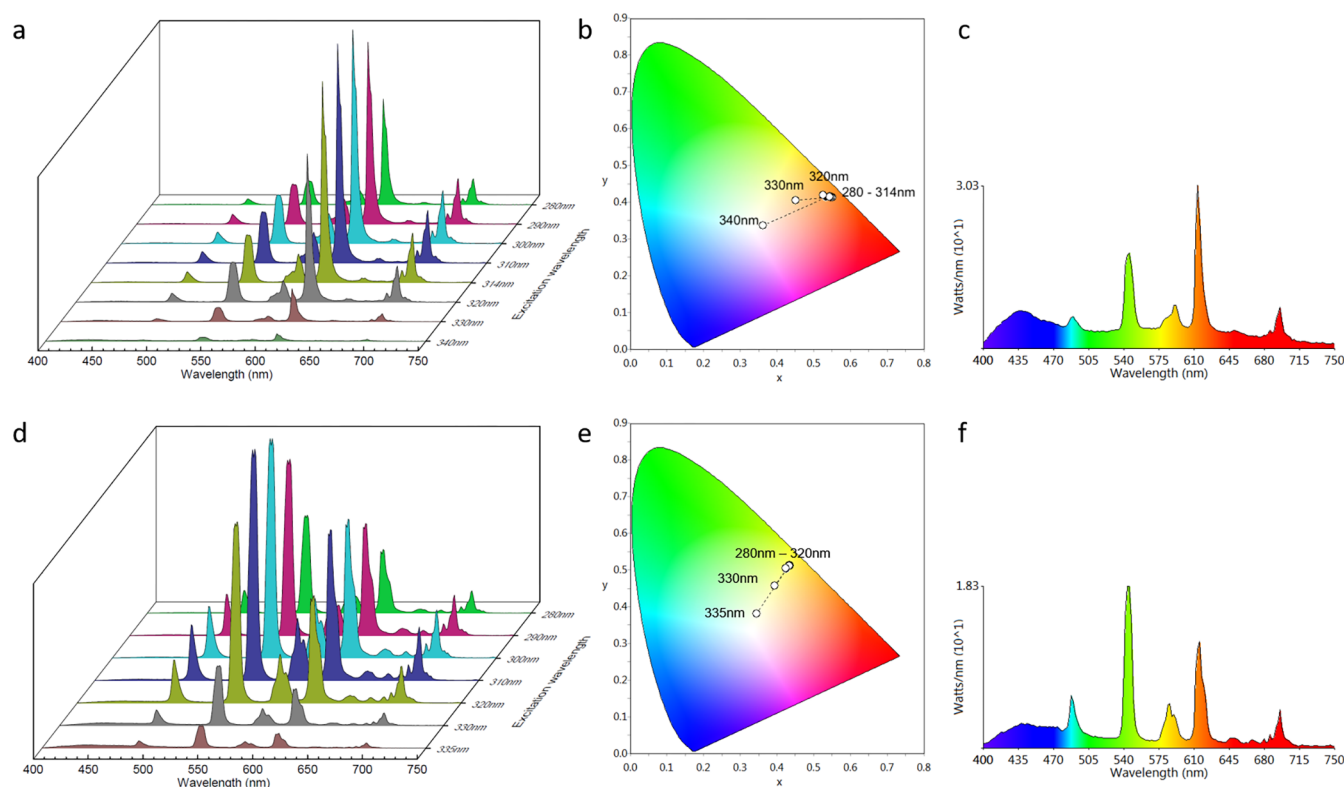 a
280nm
290nm
300nm
310nm
314nm
320nm
330nm
340nm
Excitation wavelength
400 450 500 550 600 650 700 750
Wavelength (nm)
b
0.9
0.8
0.7
0.6
0.5
y
0.4
0.3
0.2
0.1
0.0
0.0 0.1 0.2 0.3 0.4 0.5 0.6 0.7 0.8
x
320nm
330nm
280 - 314nm
340nm
c
3.03
Watts/nm (10^1)
400 435 470 505 540 575 610 645 680 715 750
Wavelength (nm)
d
280nm
290nm
300nm
310nm
320nm
330nm
335nm
Excitation wavelength
400 450 500 550 600 650 700 750
Wavelength (nm)
e
0.9
0.8
0.7
0.6
0.5
y
0.4
0.3
0.2
0.1
0.0
0.0 0.1 0.2 0.3 0.4 0.5 0.6 0.7 0.8
x
280nm – 320nm
330nm
335nm
f
1.83
Watts/nm (10^1)
400 435 470 505 540 575 610 645 680 715 750
Wavelength (nm)